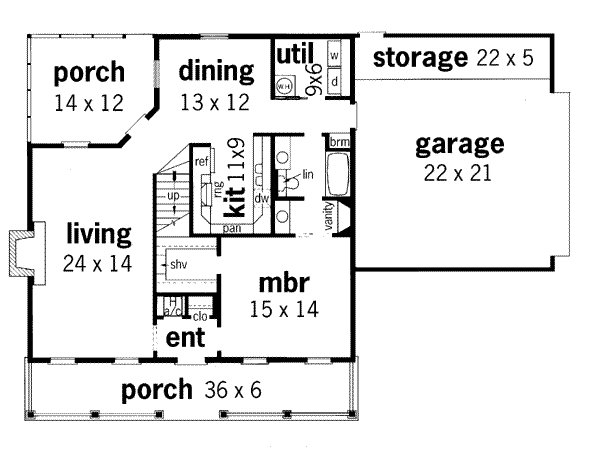 porch
14 x 12
dining
13 x 12
util
9x6
w
d
W.H
storage 22 x 5
garage
22 x 21
brm
lin
vanity
ref
rng
kit 11x9
dw
pan
up
living
24 x 14
shv
mbr
15 x 14
H
a/c
clo
ent
porch 36 x 6